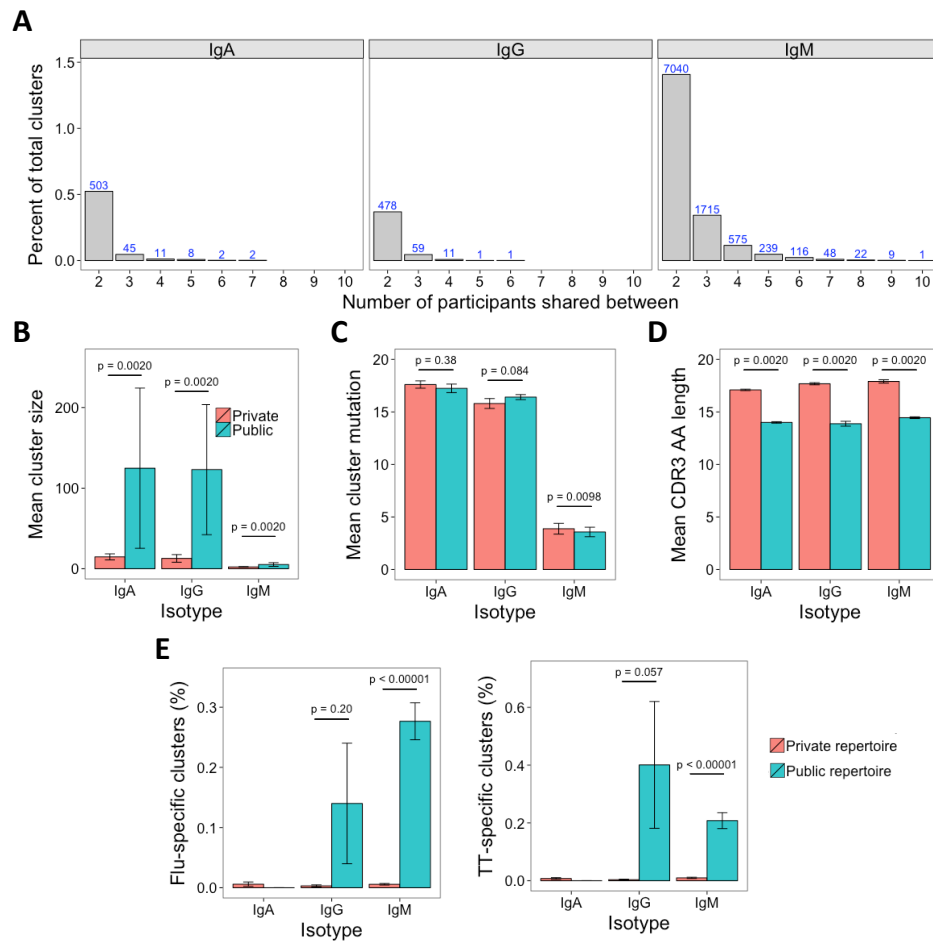 A
IgA IgG IgM
Percent of total clusters
1.5
1.0
0.5
0.0
503 45 11 8 2 2
478 59 11 1 1
7040 1715 575 239 116 48 22 9 1
2 3 4 5 6 7 8 9 10 2 3 4 5 6 7 8 9 10 2 3 4 5 6 7 8 9 10
Number of participants shared between
B
Mean cluster size
200
100
0
p = 0.0020
p = 0.0020
p = 0.0020
Private
Public
IgA IgG IgM
Isotype
C
Mean cluster mutation
20
15
10
5
0
p = 0.38
p = 0.084
p = 0.0098
IgA IgG IgM
Isotype
D
Mean CDR3 AA length
20
15
10
5
0
p = 0.0020 p = 0.0020 p = 0.0020
IgA IgG IgM
Isotype
E
Flu-specific clusters (%)
0.3
0.2
0.1
0.0
p = 0.20
p < 0.00001
IgA IgG IgM
Isotype
TT-specific clusters (%)
0.6
0.4
0.2
0.0
p = 0.057
p < 0.00001
IgA IgG IgM
Isotype
Private repertoire
Public repertoire